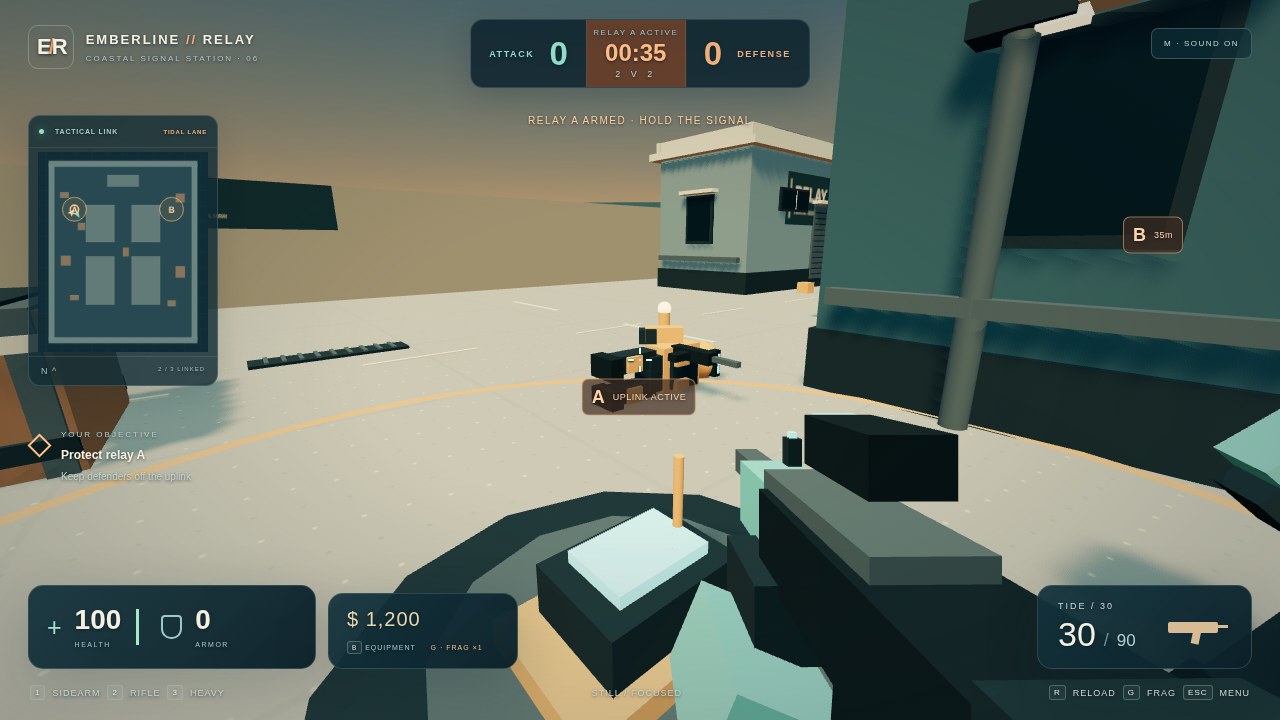 ER
EMBERLINE // RELAY
COASTAL SIGNAL STATION · 06
ATTACK 0
RELAY A ACTIVE
00:35
2 V 2
0 DEFENSE
M · SOUND ON
RELAY A ARMED · HOLD THE SIGNAL
TACTICAL LINK
TIDAL LANE
A
B
N ^
2 / 3 LINKED
RELAY
B 35m
A UPLINK ACTIVE
YOUR OBJECTIVE
Protect relay A
Keep defenders off the uplink
+ 100
HEALTH
0
ARMOR
$ 1,200
B EQUIPMENT
G · FRAG ×1
TIDE / 30
30 / 90
1 SIDEARM 2 RIFLE 3 HEAVY
STILL / FOCUSED
R RELOAD G FRAG ESC MENU